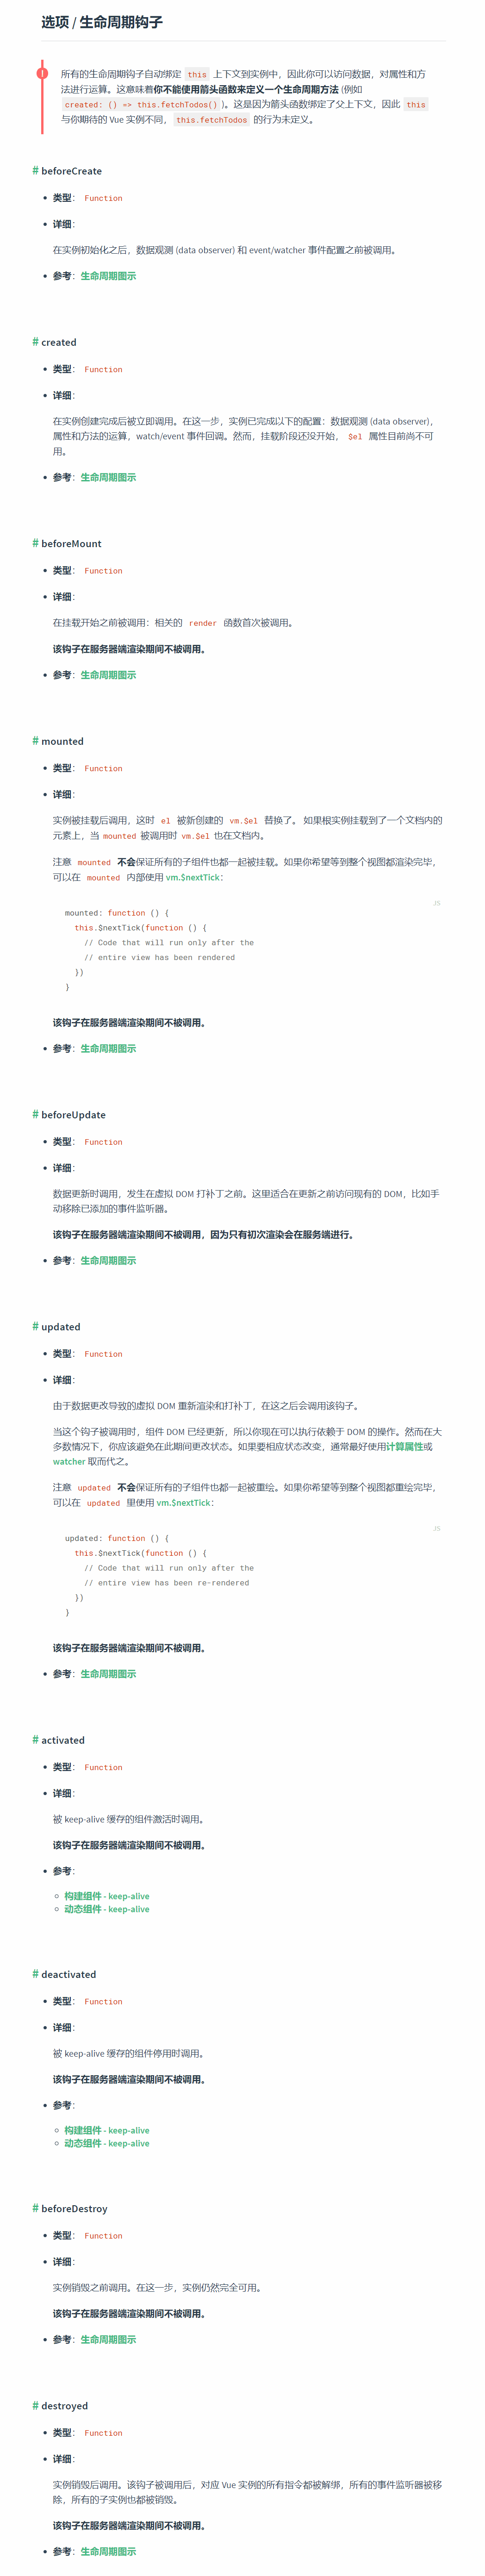 选项 / 生命周期钩子
所有的生命周期钩子自动绑定 this 上下文到实例中，因此你可以访问数据，对属性和方
法进行运算。这意味着你不能使用箭头函数来定义一个生命周期方法 (例如
created: () => this.fetchTodos())。这是因为箭头函数绑定了父上下文，因此 this
与你期待的 Vue 实例不同，this.fetchTodos 的行为未定义。
# beforeCreate
• 类型： Function
• 详细：
在实例初始化之后，数据观测 (data observer) 和 event/watcher 事件配置之前被调用。
• 参考：生命周期图示
# created
• 类型： Function
• 详细：
在实例创建完成后被立即调用。在这一步，实例已完成以下的配置：数据观测 (data observer)，
属性和方法的运算，watch/event 事件回调。然而，挂载阶段还没开始， $el 属性目前尚不可
用。
• 参考：生命周期图示
# beforeMount
• 类型： Function
• 详细：
在挂载开始之前被调用：相关的 render 函数首次被调用。
该钩子在服务器端渲染期间不被调用。
• 参考：生命周期图示
# mounted
• 类型： Function
• 详细：
实例被挂载后调用，这时 el 被新创建的 vm.$el 替换了。 如果根实例挂载到了一个文档内的
元素上，当 mounted 被调用时 vm.$el 也在文档内。
注意 mounted 不会保证所有的子组件也都一起被挂载。如果你希望等到整个视图都渲染完毕，
可以在 mounted 内部使用 vm.$nextTick：
JS
mounted: function () {
this.$nextTick(function () {
// Code that will run only after the
// entire view has been rendered
})
}
该钩子在服务器端渲染期间不被调用。
• 参考：生命周期图示
# beforeUpdate
• 类型： Function
• 详细：
数据更新时调用，发生在虚拟 DOM 打补丁之前。这里适合在更新之前访问现有的 DOM，比如手
动移除已添加的事件监听器。
该钩子在服务器端渲染期间不被调用，因为只有初次渲染会在服务端进行。
• 参考：生命周期图示
# updated
• 类型： Function
• 详细：
由于数据更改导致的虚拟 DOM 重新渲染和打补丁，在这之后会调用该钩子。
当这个钩子被调用时，组件 DOM 已经更新，所以你现在可以执行依赖于 DOM 的操作。然而在大
多数情况下，你应该避免在此期间更改状态。如果要相应状态改变，通常最好使用计算属性或
watcher 取而代之。
注意 updated 不会保证所有的子组件也都一起被重绘。如果你希望等到整个视图都重绘完毕，
可以在 updated 里使用 vm.$nextTick：
JS
updated: function () {
this.$nextTick(function () {
// Code that will run only after the
// entire view has been re-rendered
})
}
该钩子在服务器端渲染期间不被调用。
• 参考：生命周期图示
# activated
• 类型： Function
• 详细：
被 keep-alive 缓存的组件激活时调用。
该钩子在服务器端渲染期间不被调用。
• 参考：
◦ 构建组件 - keep-alive
◦ 动态组件 - keep-alive
# deactivated
• 类型： Function
• 详细：
被 keep-alive 缓存的组件停用时调用。
该钩子在服务器端渲染期间不被调用。
• 参考：
◦ 构建组件 - keep-alive
◦ 动态组件 - keep-alive
# beforeDestroy
• 类型： Function
• 详细：
实例销毁之前调用。在这一步，实例仍然完全可用。
该钩子在服务器端渲染期间不被调用。
• 参考：生命周期图示
# destroyed
• 类型： Function
• 详细：
实例销毁后调用。该钩子被调用后，对应 Vue 实例的所有指令都被解绑，所有的事件监听器被移
除，所有的子实例也都被销毁。
该钩子在服务器端渲染期间不被调用。
• 参考：生命周期图示